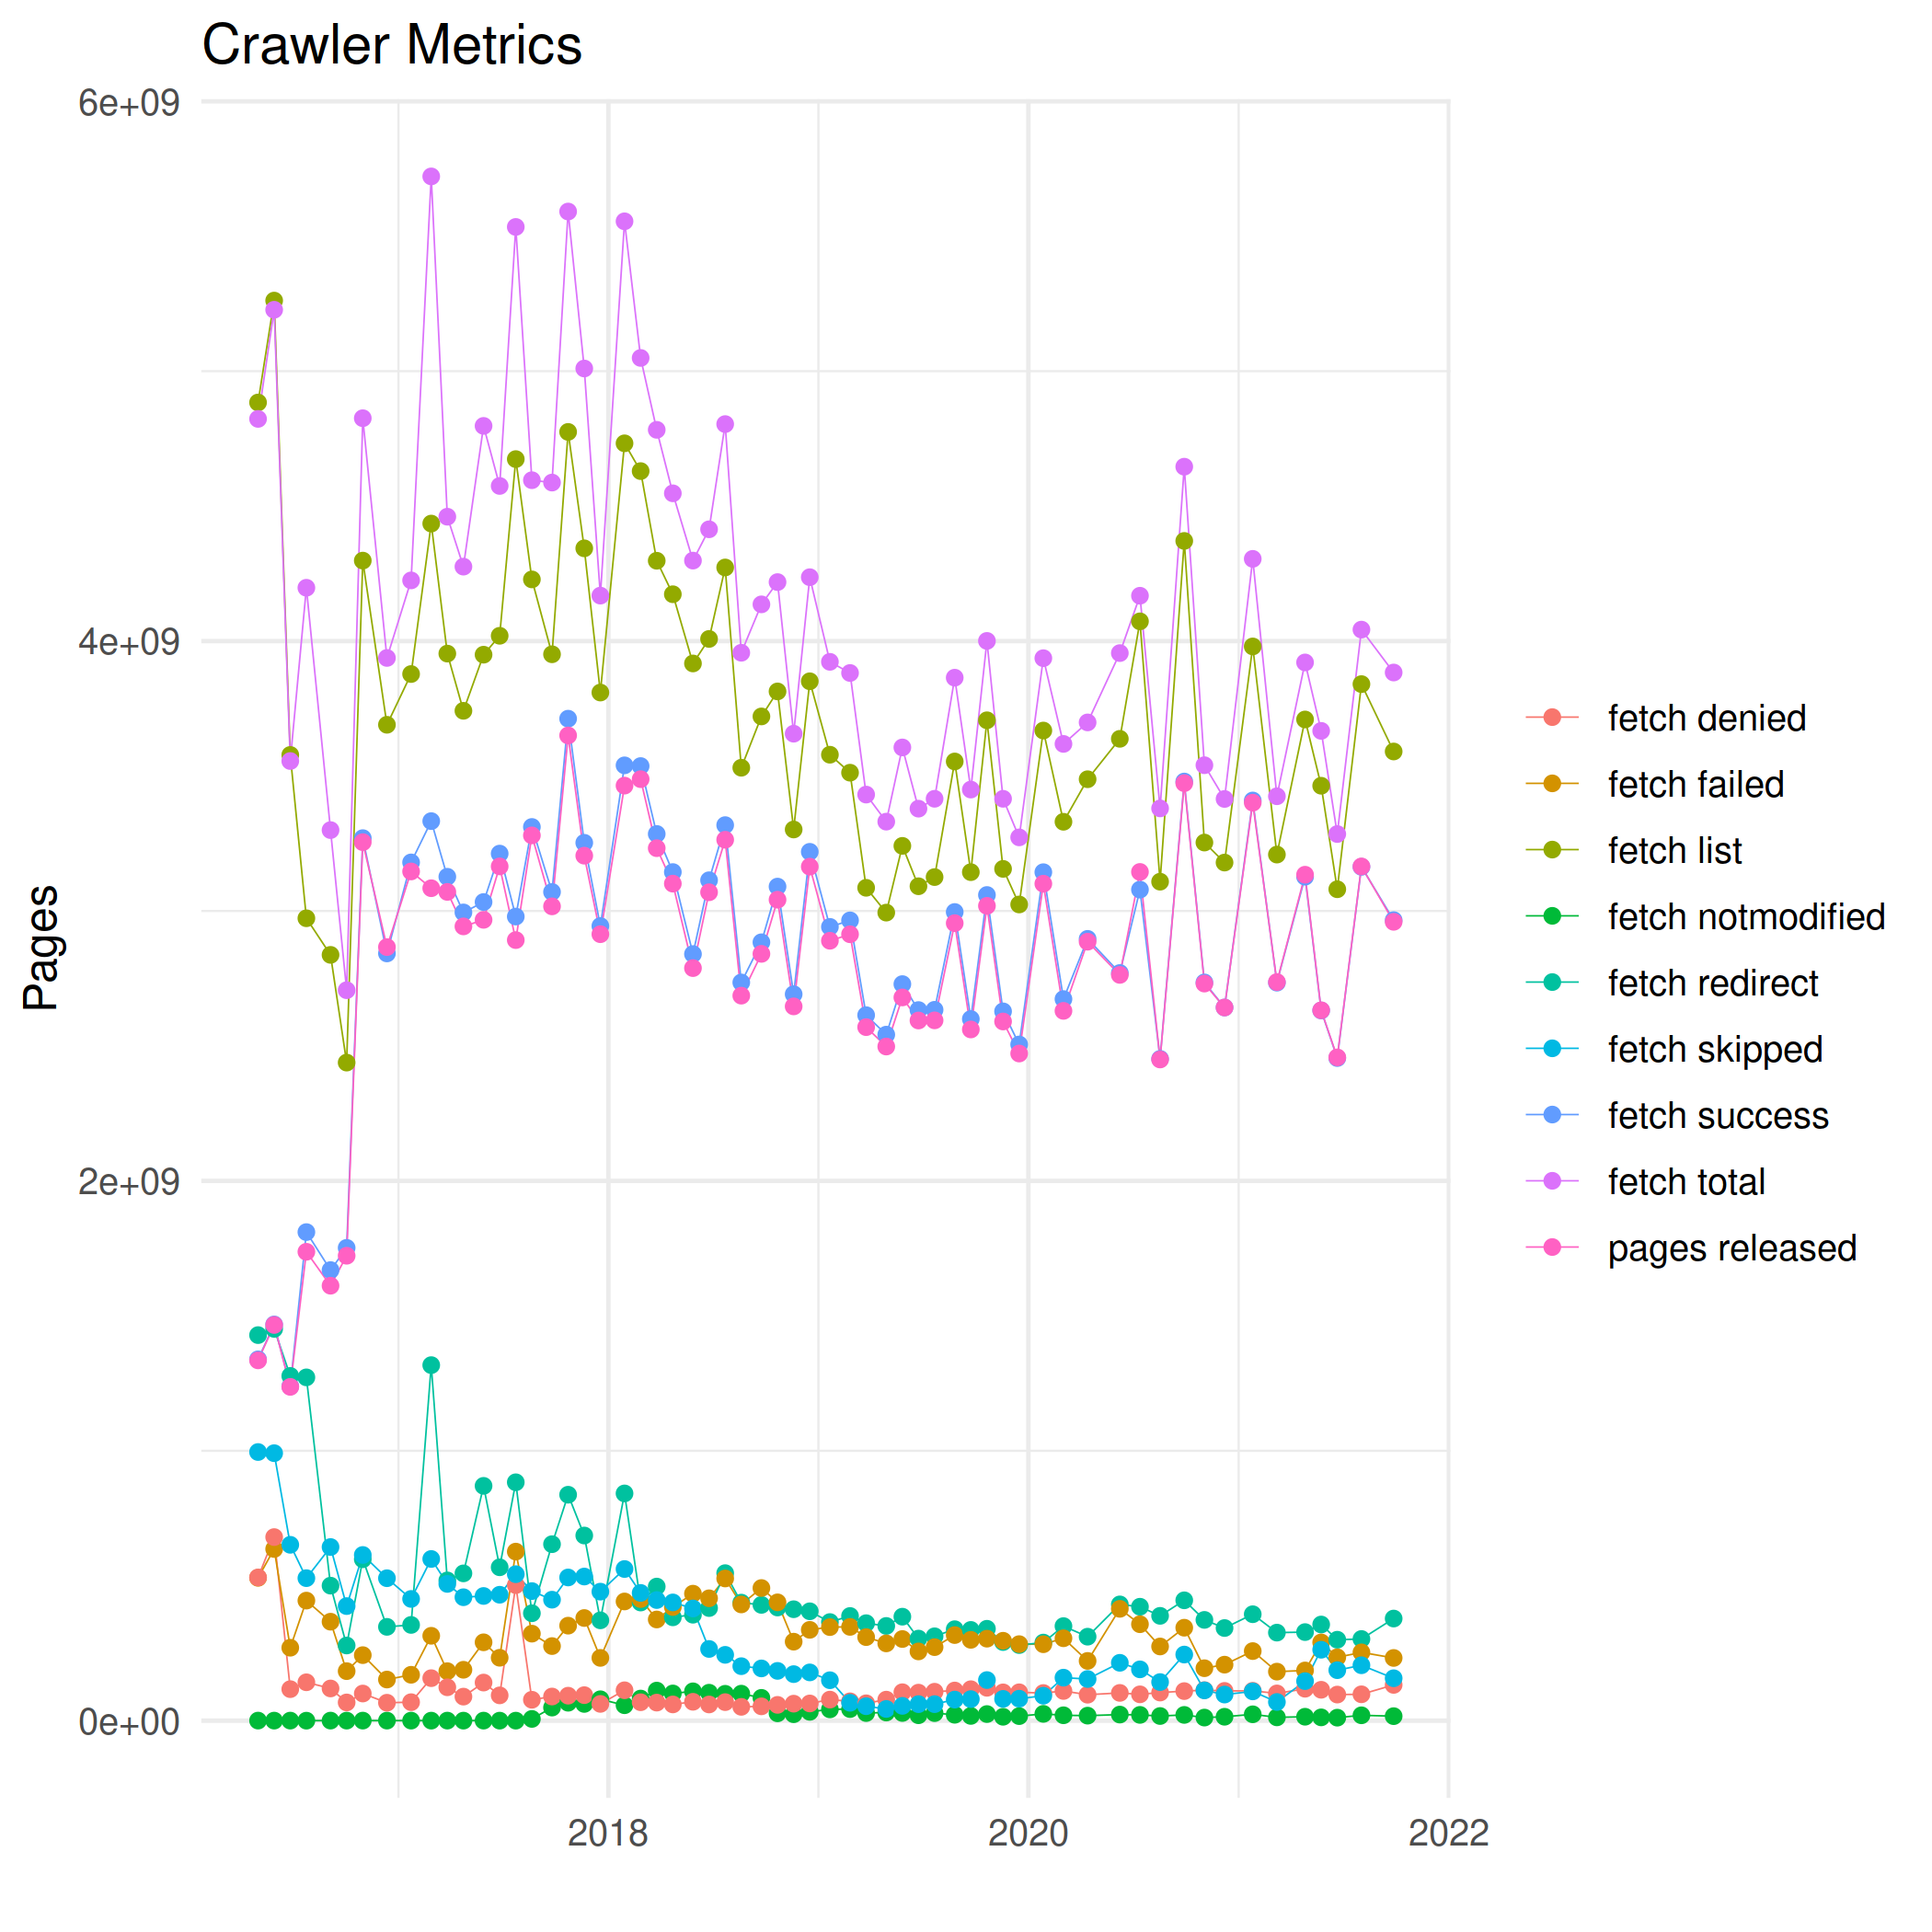 Crawler Metrics
6e+09
4e+09
2e+09
0e+00
Pages
2018
2020
2022
fetch denied
fetch failed
fetch list
fetch notmodified
fetch redirect
fetch skipped
fetch success
fetch total
pages released